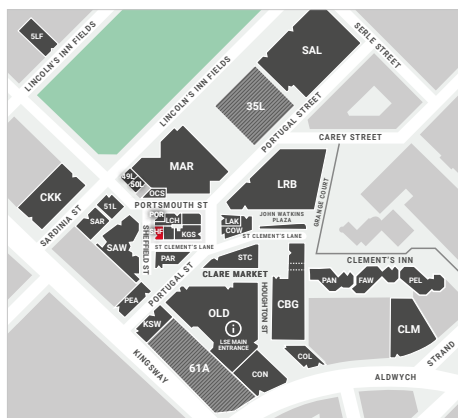 5LF
LINCOLN'S INN FIELDS
LINCOLN'S INN FIELDS
SAL
SERLE STREET
35L
PORTUGAL STREET
CAREY STREET
MAR
49L
50L
OCS
CKK
LRB
GRANGE COURT
PORTSMOUTH ST
51L
SAR
SARDINIA ST
POR
LCH
SHF
KGS
LAK
COW
JOHN WATKINS
PLAZA
ST CLEMENT'S LANE
ST CLEMENT'S LANE
SAW
SHEFFIELD ST
PAR
STC
CLARE MARKET
CLEMENT'S INN
PAN
FAW
PEL
PEA
PORTUGAL ST
OLD
HOUGHTON ST
CBG
KSW
LSE MAIN
ENTRANCE
CLM
61A
KINGSWAY
CON
COL
ALDWYCH
STRAND